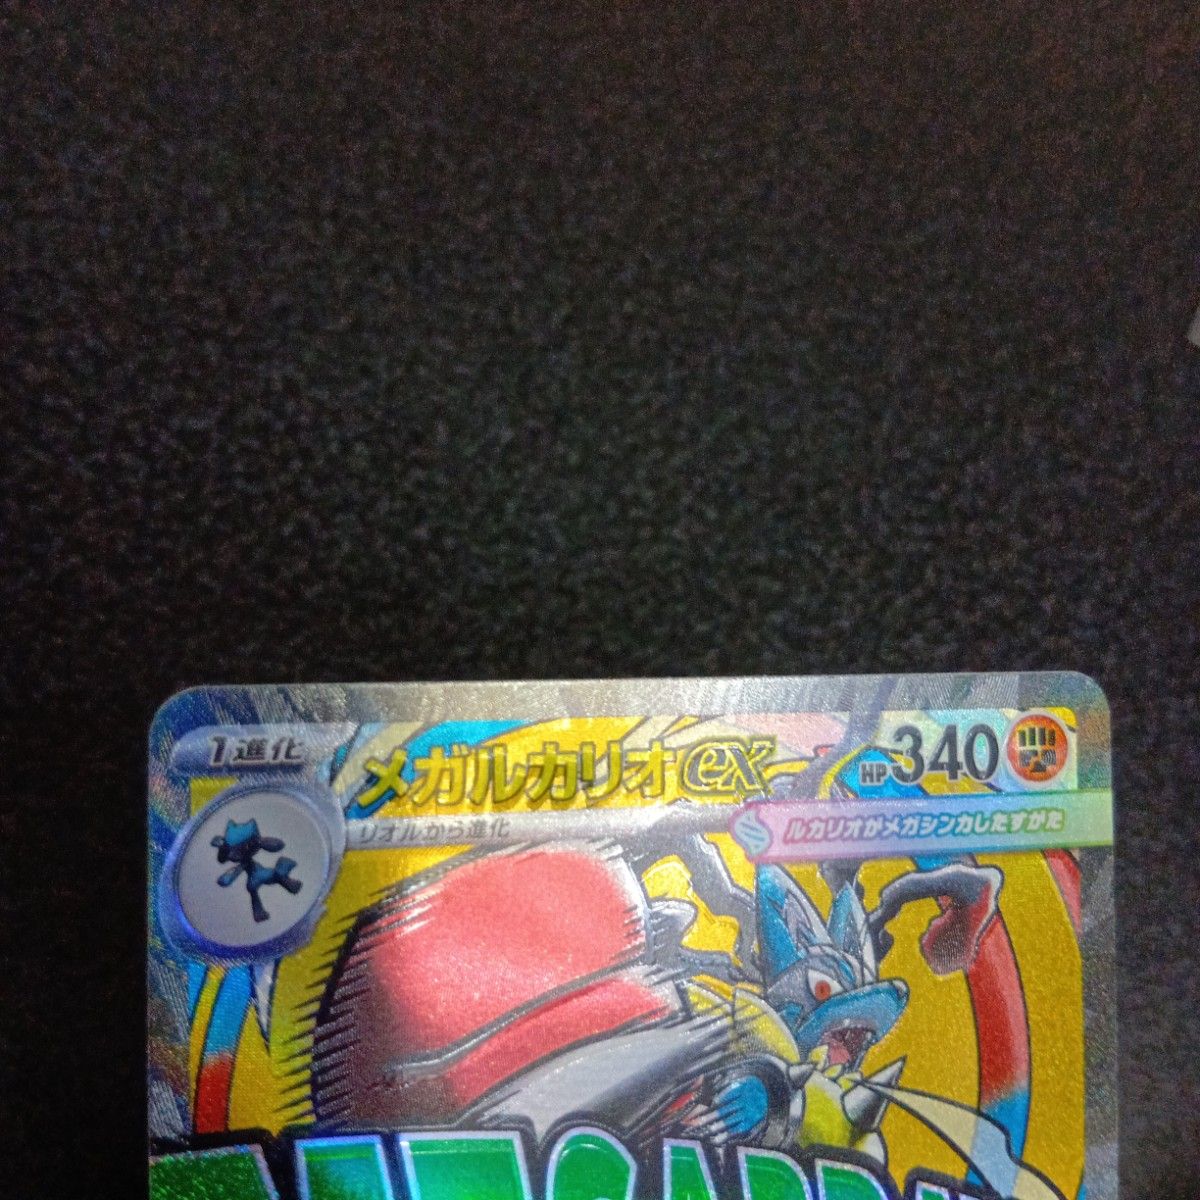 1進化
メガルカリオex
HP340
リオルから進化
ルカリオがメガシンカしたすがた